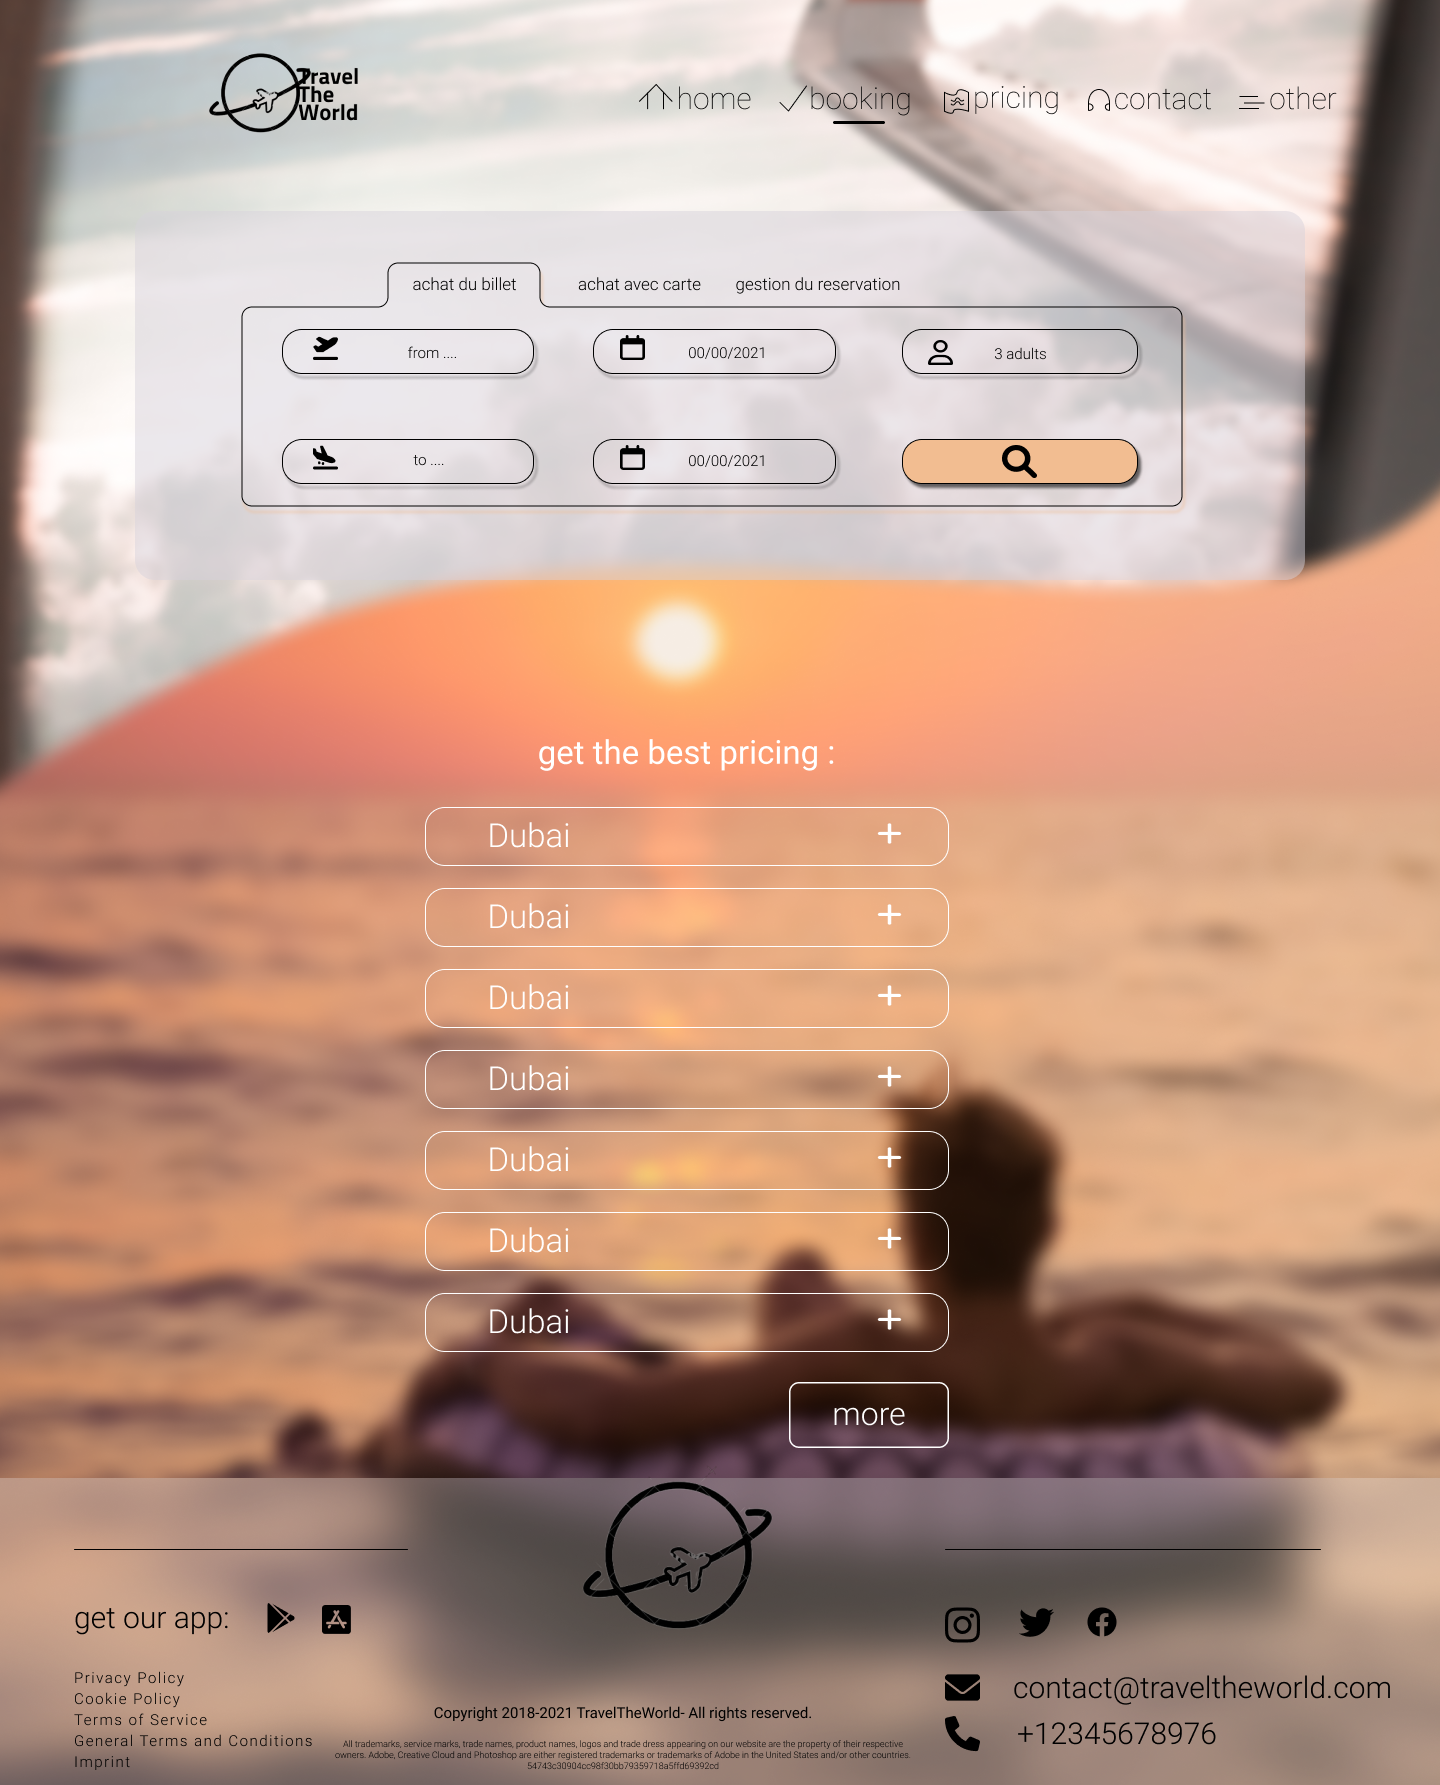 Travel
The
World
home booking pricing contact other
achat du billet achat avec carte gestion du reservation
from .... 00/00/2021 3 adults
to .... 00/00/2021
get the best pricing :
Dubai
Dubai
Dubai
Dubai
Dubai
Dubai
Dubai
more
get our app:
Privacy Policy
Cookie Policy
Terms of Service
General Terms and Conditions
Imprint
Copyright 2018-2021 TravelTheWorld- All rights reserved.
All trademarks, service marks, trade names, product names, logos and trade dress appearing on our website are the property of their respective
owners. Adobe, Creative Cloud and Photoshop are either registered trademarks or trademarks of Adobe in the United States and/or other countries.
54743c30904cc98f30bb79359718a5ffd69392cd
contact@traveltheworld.com
+12345678976